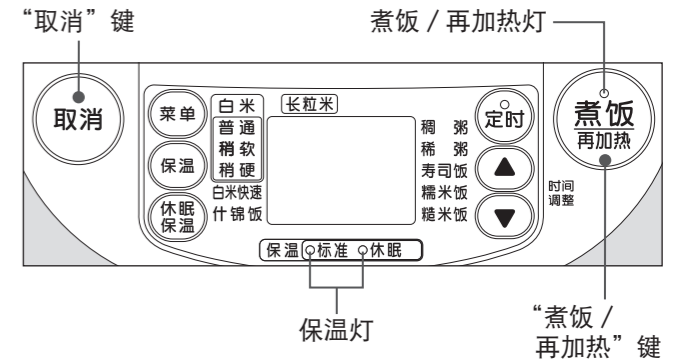 “取消”键
煮饭 / 再加热灯
取消
菜单
保温
休眠
保温
白米
普通
稍软
稍硬
白米快速
什锦饭
长粒米
稠粥
稀粥
寿司饭
糯米饭
糙米饭
定时
▲
▼
时间
调整
煮饭
再加热
保温 标准 休眠
保温灯
“煮饭 /
再加热”键